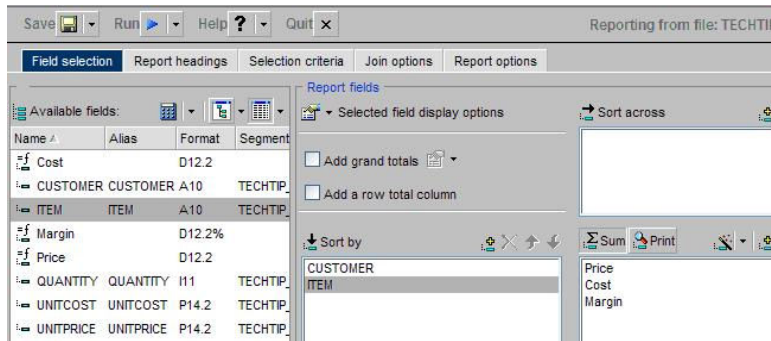 Save Run Help ? Quit x Reporting from file: TECHTI
Field selection Report headings Selection criteria Join options Report options
Report fields
Available fields: Selected field display options Sort across
Name Alias Format Segment
Cost D12.2
Add grand totals
CUSTOMER CUSTOMER A10 TECHTIP_
Add a row total column
ITEM ITEM A10 TECHTIP_
Margin D12.2%
Sort by Sum Print
Price D12.2
CUSTOMER Price
QUANTITY QUANTITY I11 TECHTIP_
ITEM Cost
UNITCOST UNITCOST P14.2 TECHTIP_
Margin
UNITPRICE UNITPRICE P14.2 TECHTIP_